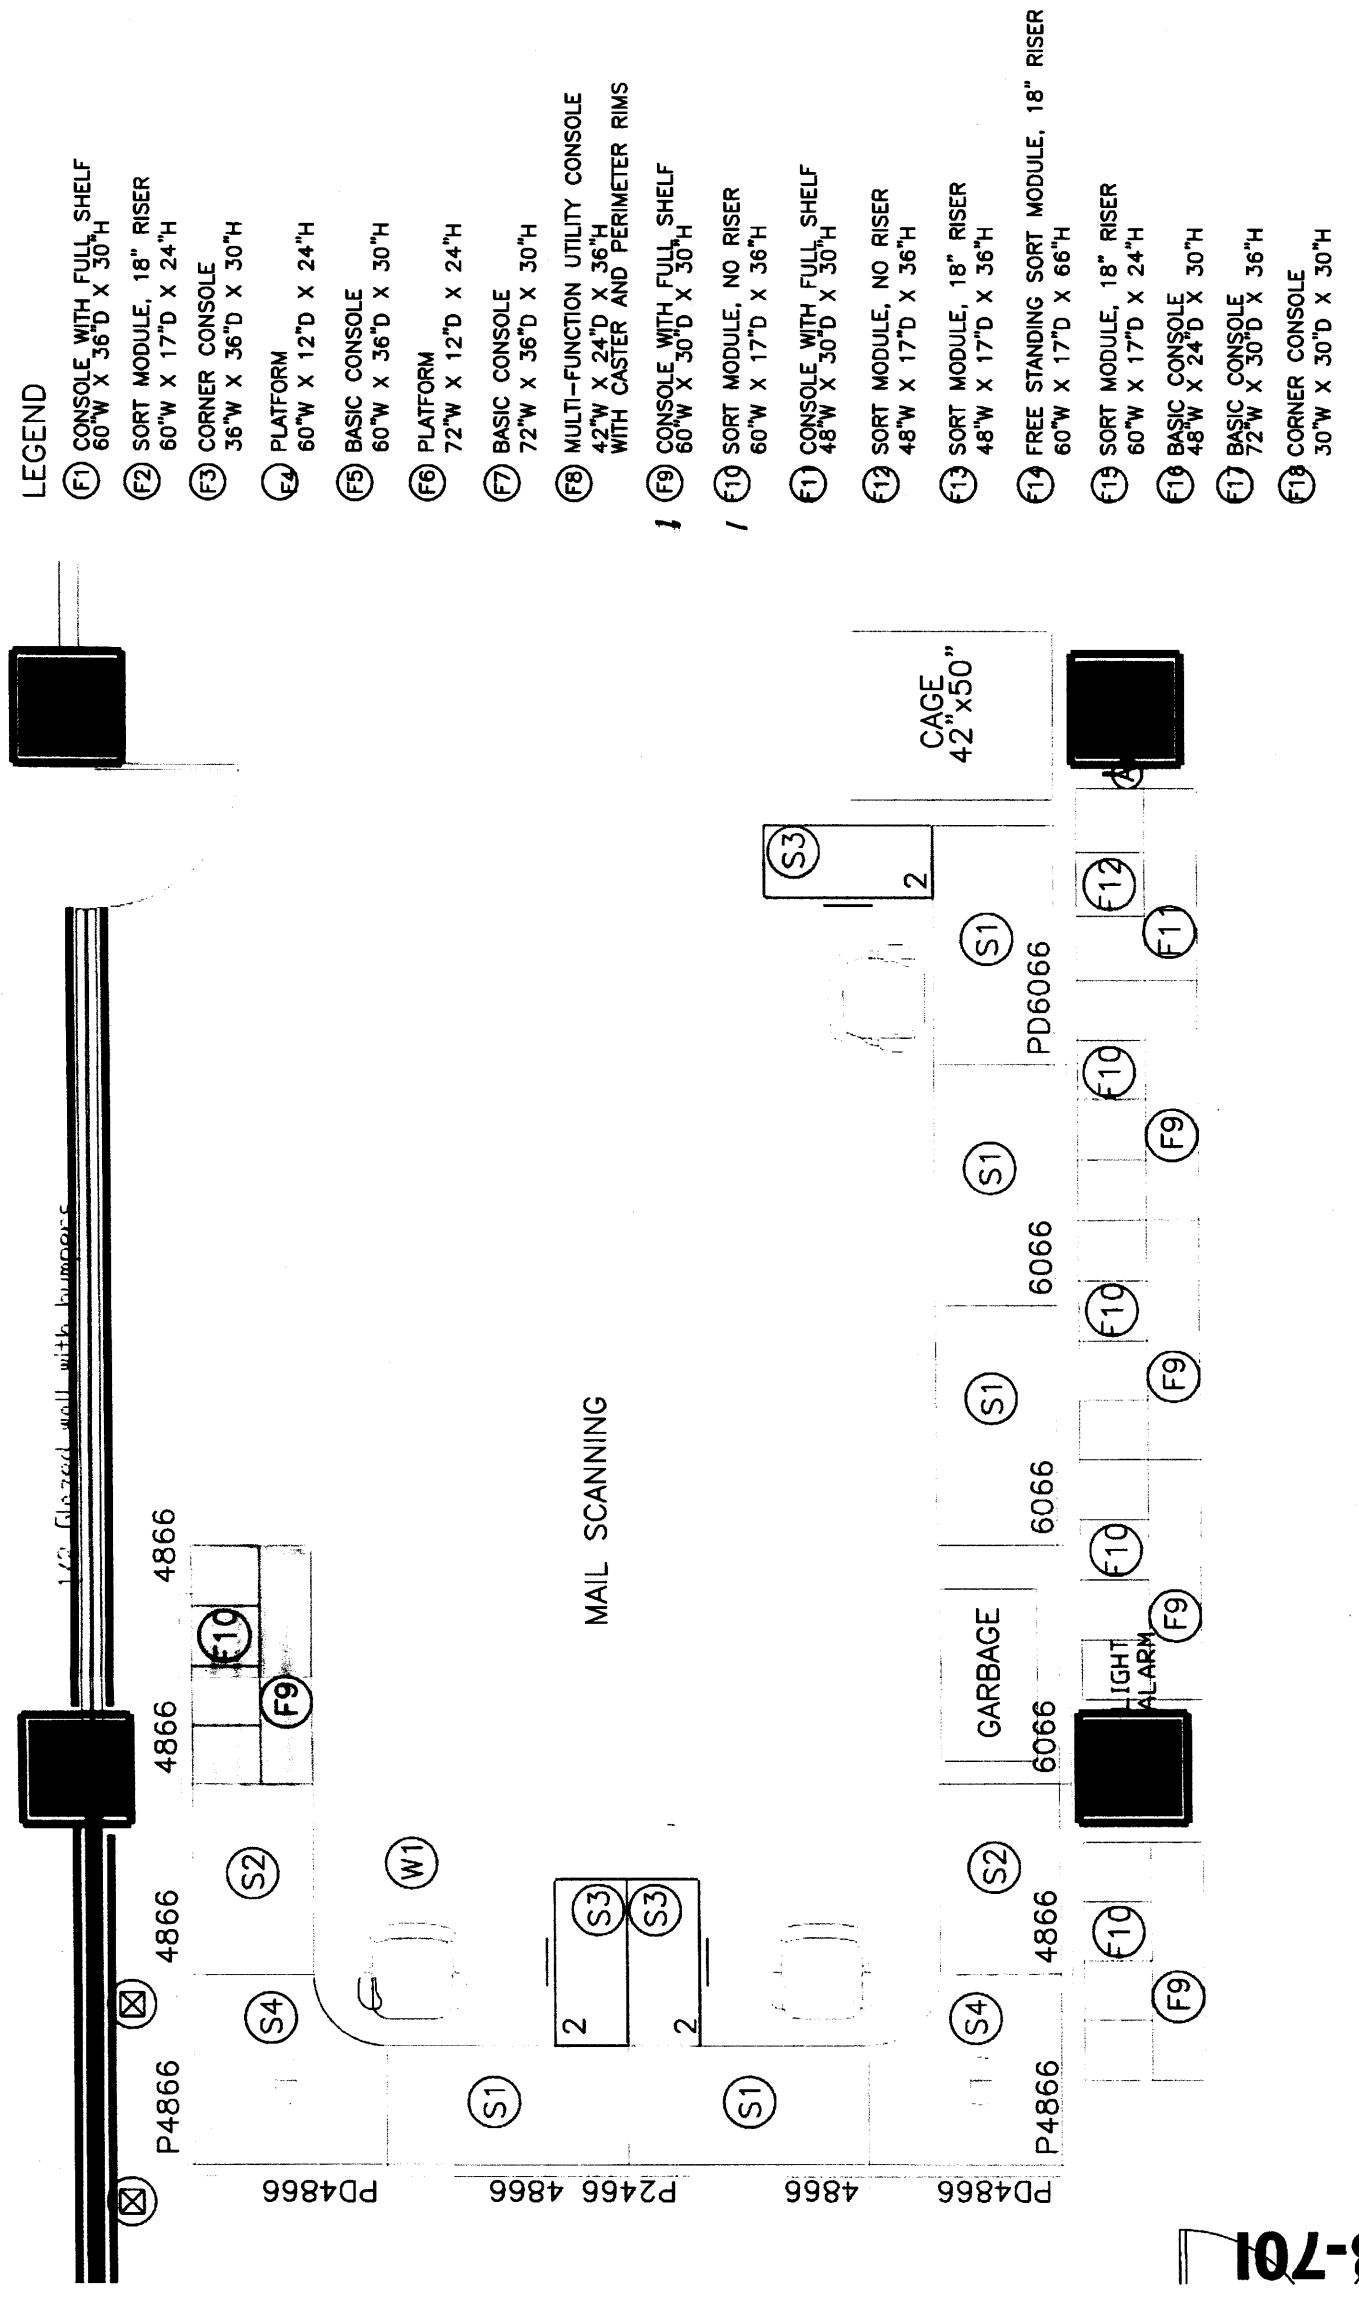 LEGEND
F1 CONSOLE WITH FULL SHELF
60"W X 36"D X 30"H
F2 SORT MODULE, 18" RISER
60"W X 17"D X 24"H
F3 CORNER CONSOLE
36"W X 36"D X 30"H
F4 PLATFORM
60"W X 12"D X 24"H
F5 BASIC CONSOLE
60"W X 36"D X 30"H
F6 PLATFORM
72"W X 12"D X 24"H
F7 BASIC CONSOLE
72"W X 36"D X 30"H
F8 MULTI-FUNCTION UTILITY CONSOLE
42"W X 24"D X 36"H
WITH CASTER AND PERIMETER RIMS
F9 CONSOLE WITH FULL SHELF
60"W X 30"D X 30"H
F10 SORT MODULE, NO RISER
60"W X 17"D X 36"H
F11 CONSOLE WITH FULL SHELF
48"W X 30"D X 30"H
F12 SORT MODULE, NO RISER
48"W X 17"D X 36"H
F13 SORT MODULE, 18" RISER
48"W X 17"D X 36"H
F14 FREE STANDING SORT MODULE, 18" RISER
60"W X 17"D X 66"H
F15 SORT MODULE, 18" RISER
60"W X 17"D X 24"H
F16 BASIC CONSOLE
48"W X 24"D X 30"H
F17 BASIC CONSOLE
72"W X 30"D X 36"H
F18 CORNER CONSOLE
30"W X 30"D X 30"H
1/2 Glazed wall with bumpers
P4866 4866 4866 4866
S4 S2 F10
F9
W1
PD4866
S1
4866
S3
2
MAIL SCANNING
P2466
S3
2
S1
4866
S3
2
CAGE
42"x50"
PD4866
S4 S2 GARBAGE S1 S1 S1
P4866 4866 6066 6066 6066 PD6066
F10 IGHT
ALARM F10 F10 F10 F12 A
F9 F9 F9 F9 F11
-701